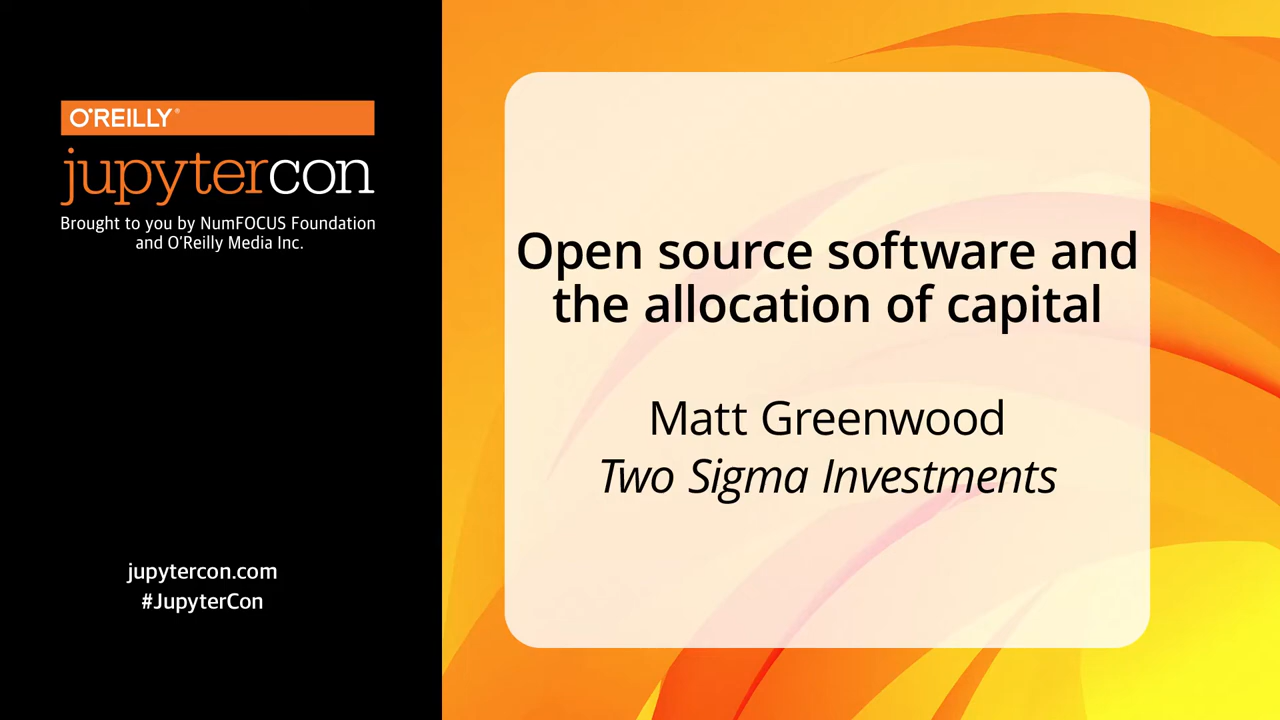 O'REILLY®
jupytercon
Brought to you by NumFOCUS Foundation
and O'Reilly Media Inc.
jupytercon.com
#JupyterCon
Open source software and
the allocation of capital
Matt Greenwood
Two Sigma Investments